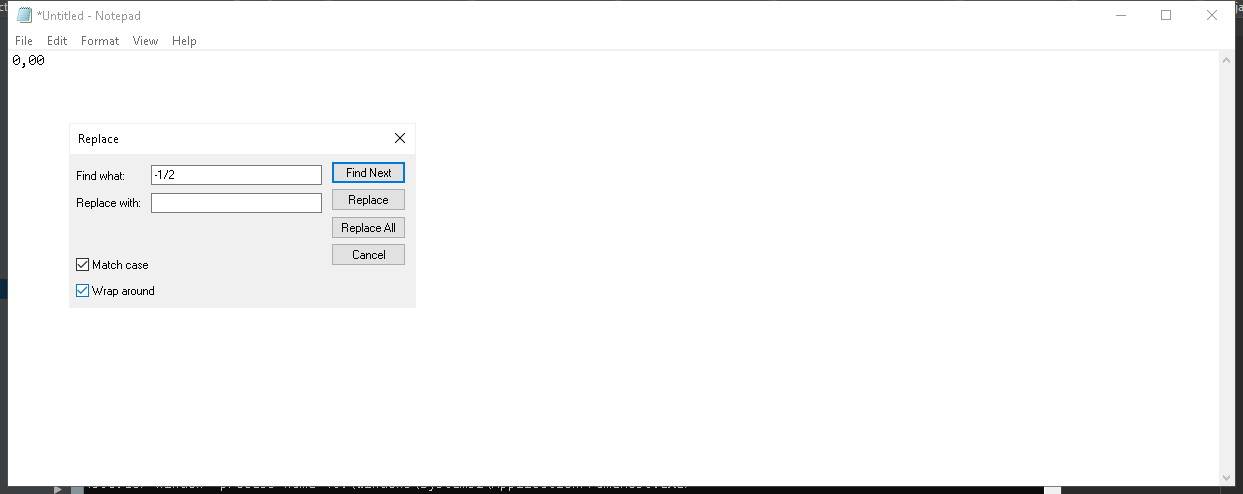 *Untitled - Notepad
File Edit Format View Help
0,00
Replace
Find what: -1/2 Find Next
Replace with: Replace
Replace All
Cancel
Match case
Wrap around